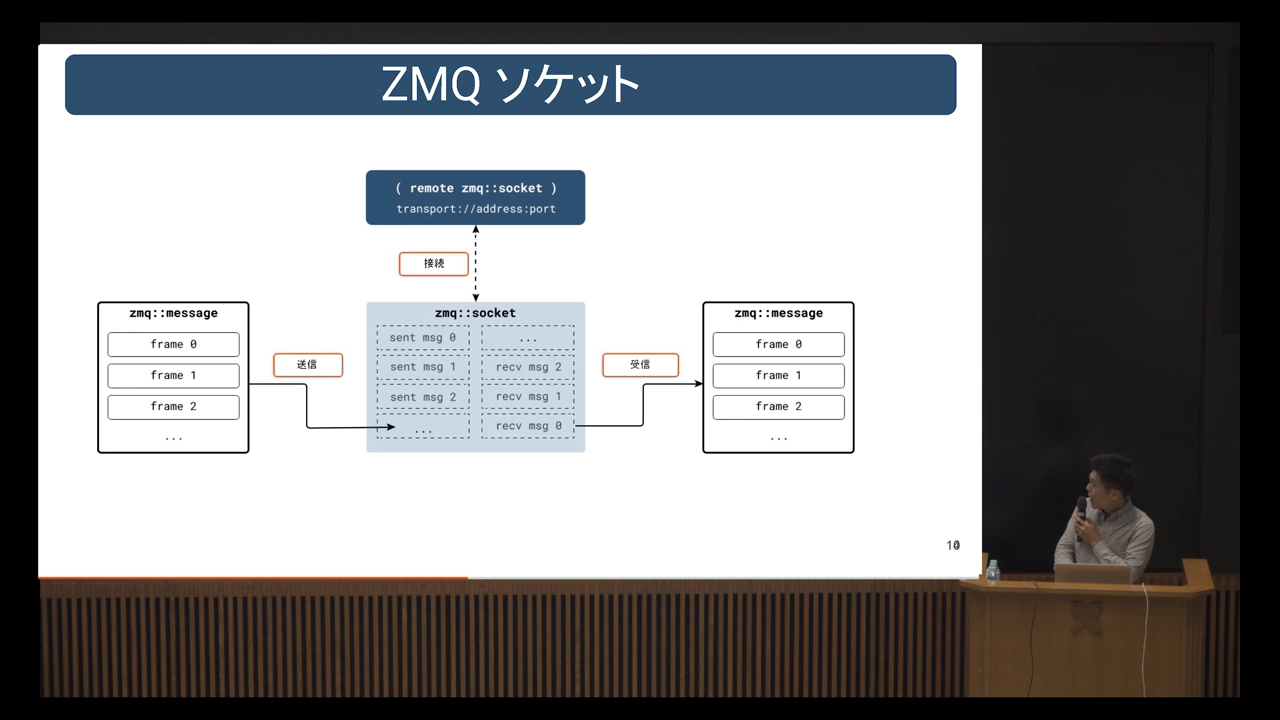 ZMQ ソケット
( remote zmq::socket )
transport://address:port
接続
zmq::message
frame 0
frame 1
frame 2
...
送信
zmq::socket
sent msg 0
sent msg 1
sent msg 2
...
...
recv msg 2
recv msg 1
recv msg 0
受信
zmq::message
frame 0
frame 1
frame 2
...